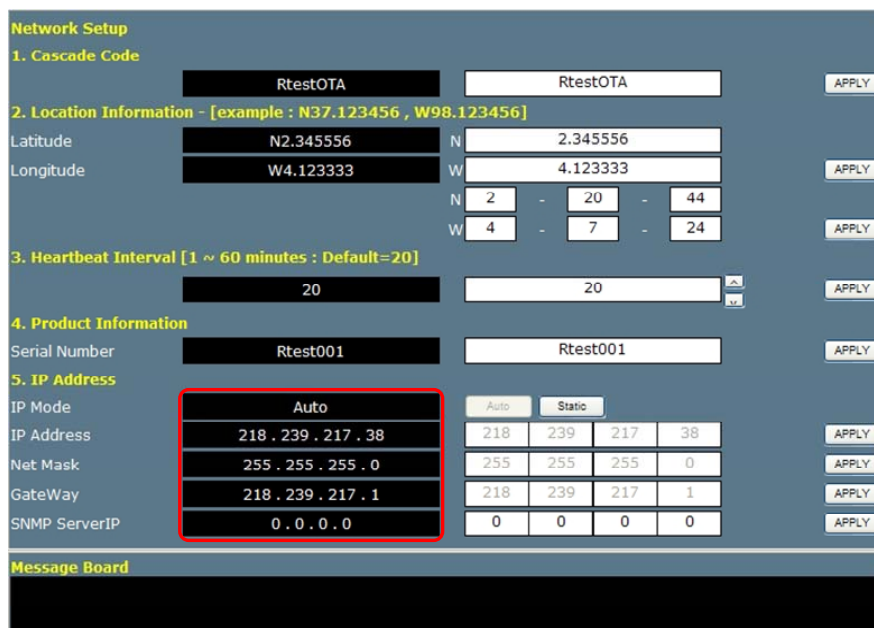 Network Setup
1. Cascade Code
RtestOTA RtestOTA APPLY
2. Location Information - [example : N37.123456 , W98.123456]
Latitude N2.345556 N 2.345556
Longitude W4.123333 W 4.123333 APPLY
N 2 - 20 - 44
W 4 - 7 - 24 APPLY
3. Heartbeat Interval [1 ~ 60 minutes : Default=20]
20 20 APPLY
4. Product Information
Serial Number Rtest001 Rtest001 APPLY
5. IP Address
IP Mode Auto Auto Static
IP Address 218 . 239 . 217 . 38 218 239 217 38 APPLY
Net Mask 255 . 255 . 255 . 0 255 255 255 0 APPLY
GateWay 218 . 239 . 217 . 1 218 239 217 1 APPLY
SNMP ServerIP 0 . 0 . 0 . 0 0 0 0 0 APPLY
Message Board